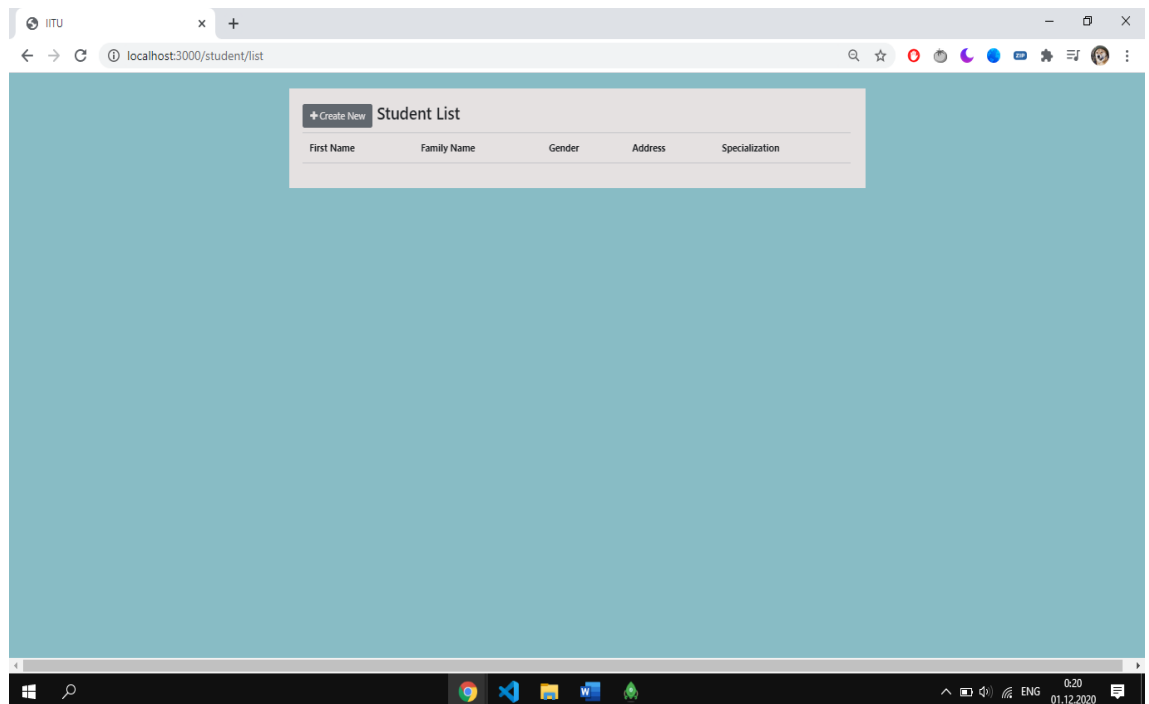 IITU
localhost:3000/student/list
ZIP
Create New Student List
First Name Family Name Gender Address Specialization
W
ENG
0:20
01.12.2020